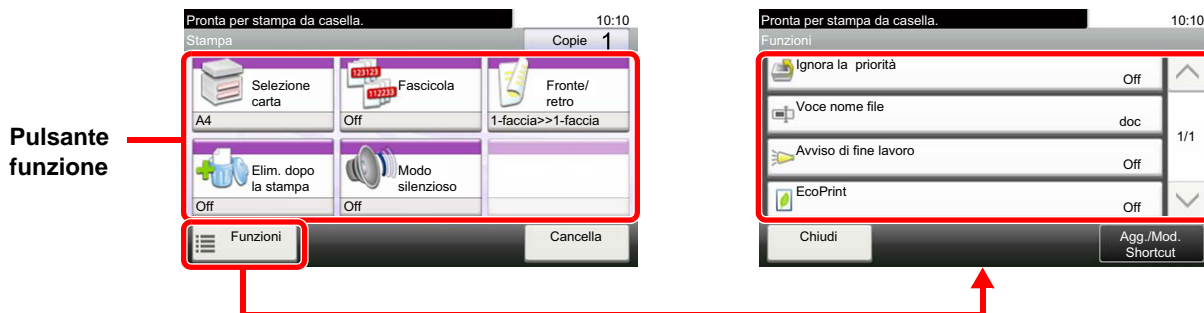 Pronta per stampa da casella.
10:10
Stampa
Copie 1
Selezione
carta
A4
Fascicola
Off
Fronte/
retro
1-faccia>>1-faccia
Elim. dopo
la stampa
Off
Modo
silenzioso
Off
Funzioni
Cancella
Pulsante
funzione
Pronta per stampa da casella.
10:10
Funzioni
Ignora la priorità
Off
Voce nome file
doc
Avviso di fine lavoro
Off
EcoPrint
Off
1/1
Chiudi
Agg./Mod.
Shortcut